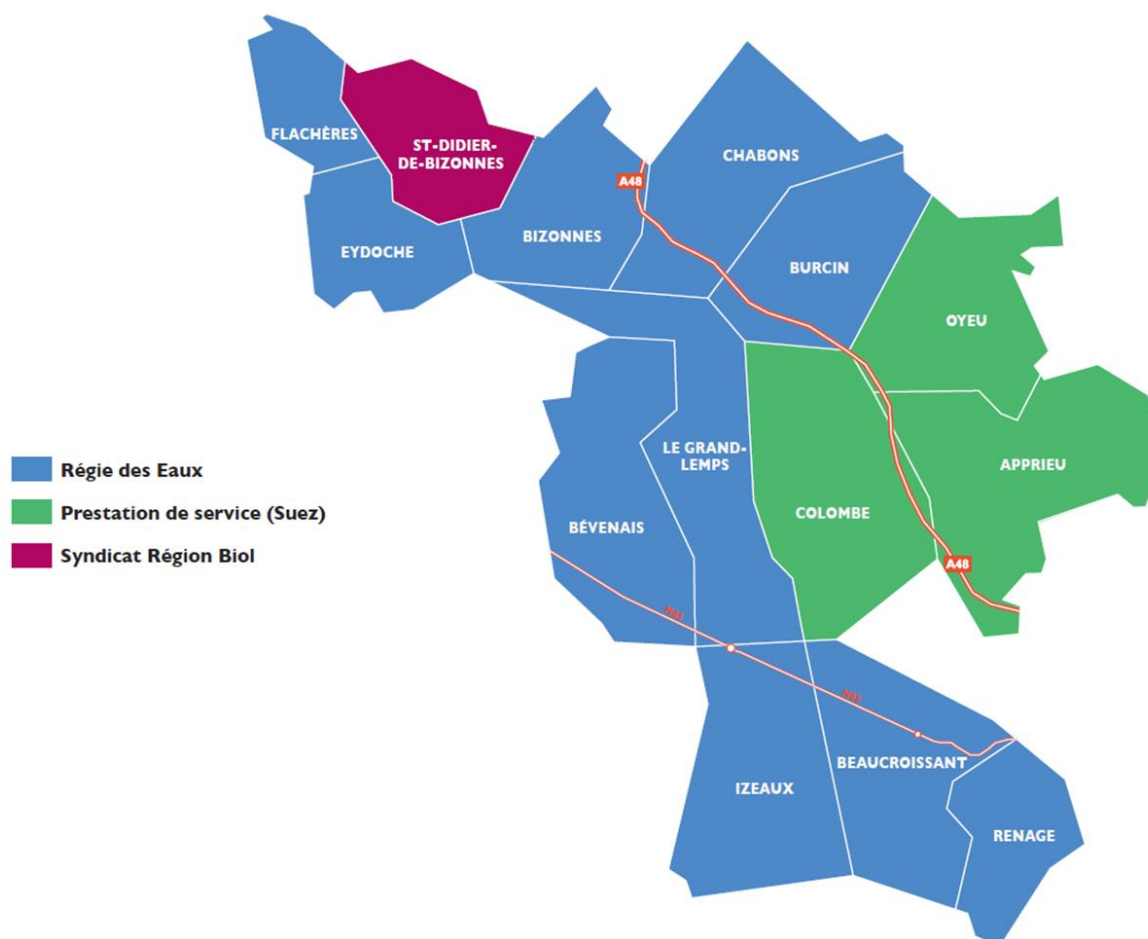 FLACHÈRES
ST-DIDIER-
DE-BIZONNES
CHABONS
A48
BIZONNES
EYDOCHE
BURCIN
OYEU
LE GRAND-
LEMPS
APPRIEU
Régie des Eaux
Prestation de service (Suez)
Syndicat Région Biol
COLOMBE
BÉVENAIS
A48
N85
N85
BEAUCROISSANT
IZEAUX
RENAGE